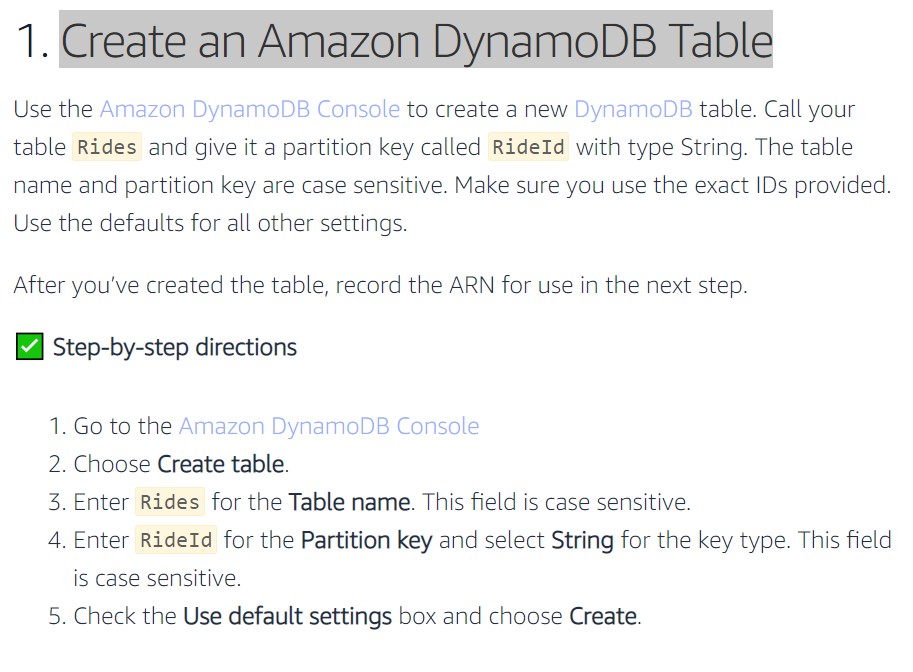 1. Create an Amazon DynamoDB Table
Use the Amazon DynamoDB Console to create a new DynamoDB table. Call your
table Rides and give it a partition key called RideId with type String. The table
name and partition key are case sensitive. Make sure you use the exact IDs provided.
Use the defaults for all other settings.
After you’ve created the table, record the ARN for use in the next step.
✅ Step-by-step directions
1. Go to the Amazon DynamoDB Console
2. Choose Create table.
3. Enter Rides for the Table name. This field is case sensitive.
4. Enter RideId for the Partition key and select String for the key type. This field
is case sensitive.
5. Check the Use default settings box and choose Create.